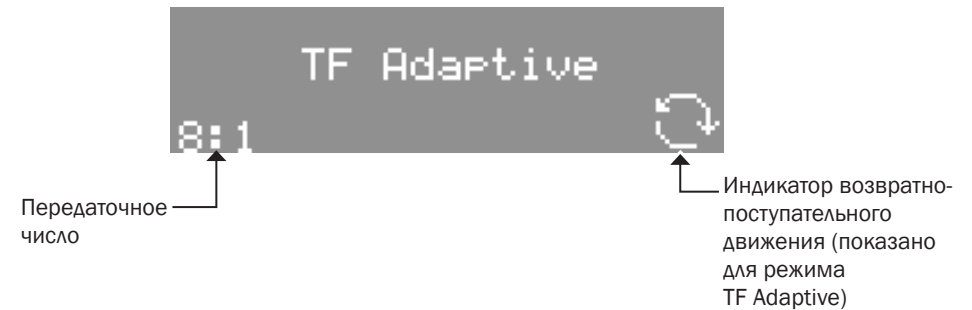 TF Adaptive
8:1
Передаточное
число
Индикатор возвратно-
поступательного
движения (показано
для режима
TF Adaptive)